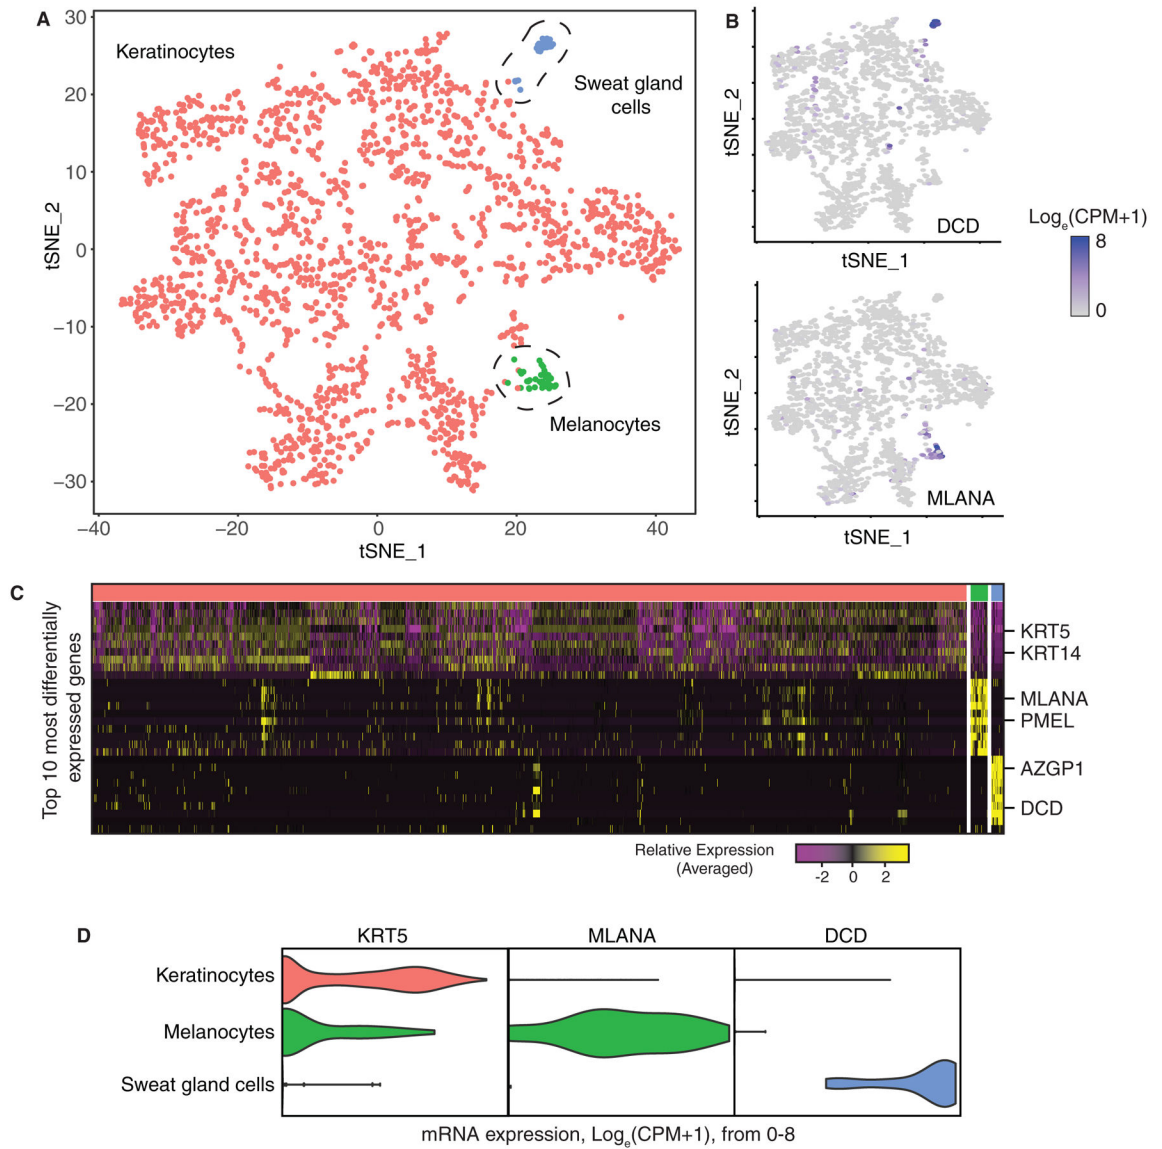 A
30
20
10
0
−10
−20
−30
tSNE_2
Keratinocytes
Sweat gland
cells
Melanocytes
−40
−20
0
20
40
tSNE_1
B
tSNE_2
DCD
tSNE_1
Loge(CPM+1)
8
0
tSNE_2
MLANA
tSNE_1
C
Top 10 most differentially
expressed genes
KRT5
KRT14
MLANA
PMEL
AZGP1
DCD
Relative Expression
(Averaged)
-2
0
2
D
KRT5
MLANA
DCD
Keratinocytes
Melanocytes
Sweat gland cells
mRNA expression, Loge(CPM+1), from 0-8